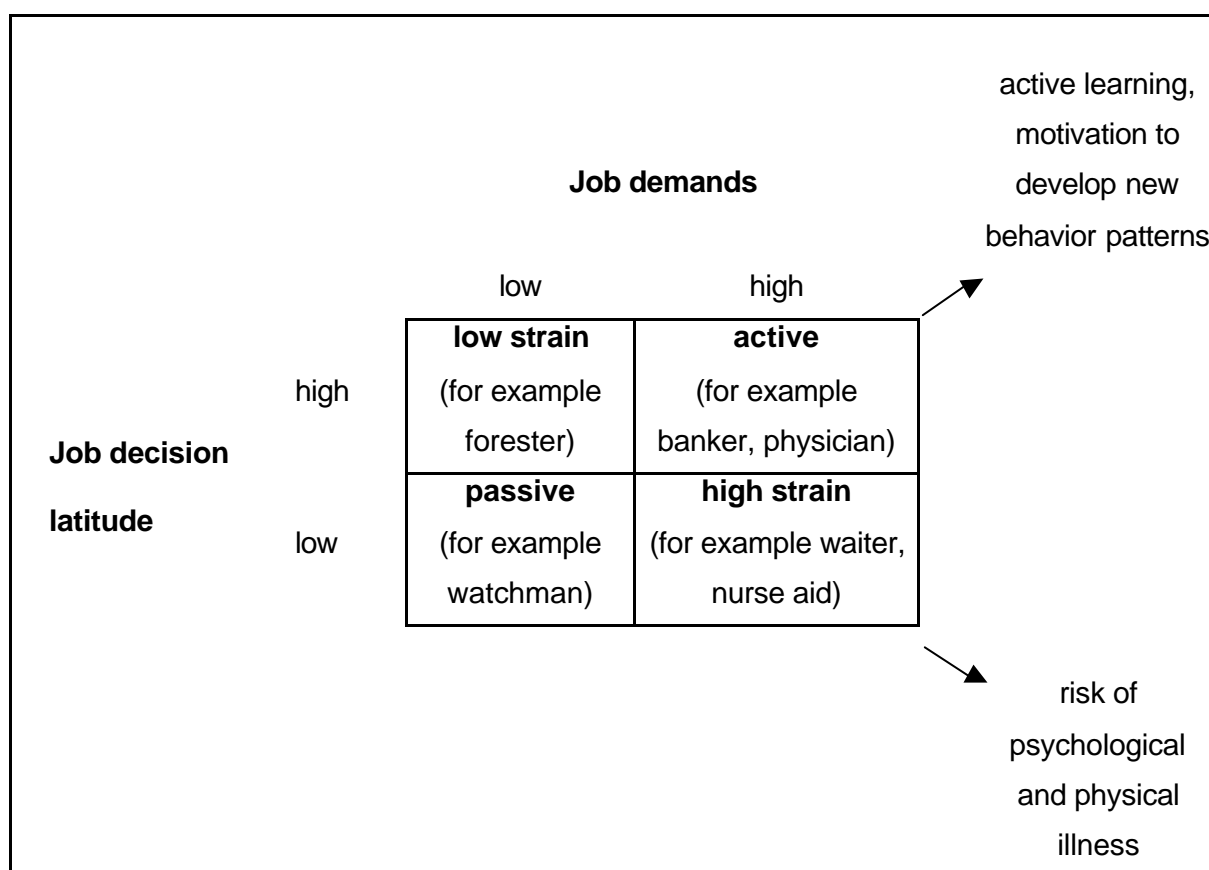 active learning,
motivation to
develop new
behavior patterns
Job demands
low high
low strain active
high (for example (for example
forester) banker, physician)
Job decision
latitude
passive high strain
low (for example (for example waiter,
watchman) nurse aid)
risk of
psychological
and physical
illness